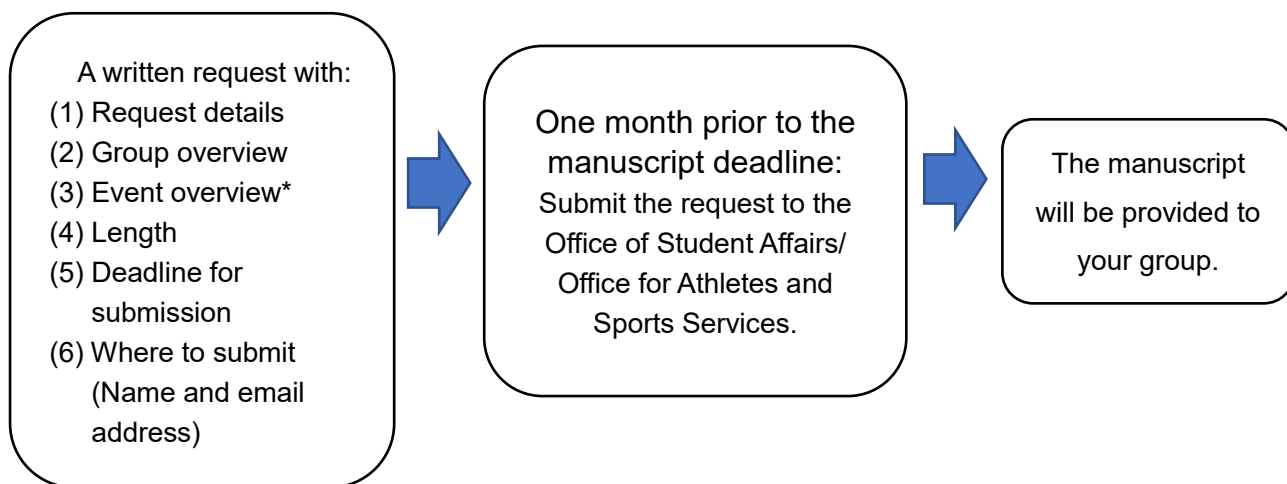 A written request with:
(1) Request details
(2) Group overview
(3) Event overview*
(4) Length
(5) Deadline for
submission
(6) Where to submit
(Name and email
address)
One month prior to the
manuscript deadline:
Submit the request to the
Office of Student Affairs/
Office for Athletes and
Sports Services.
The manuscript
will be provided to
your group.